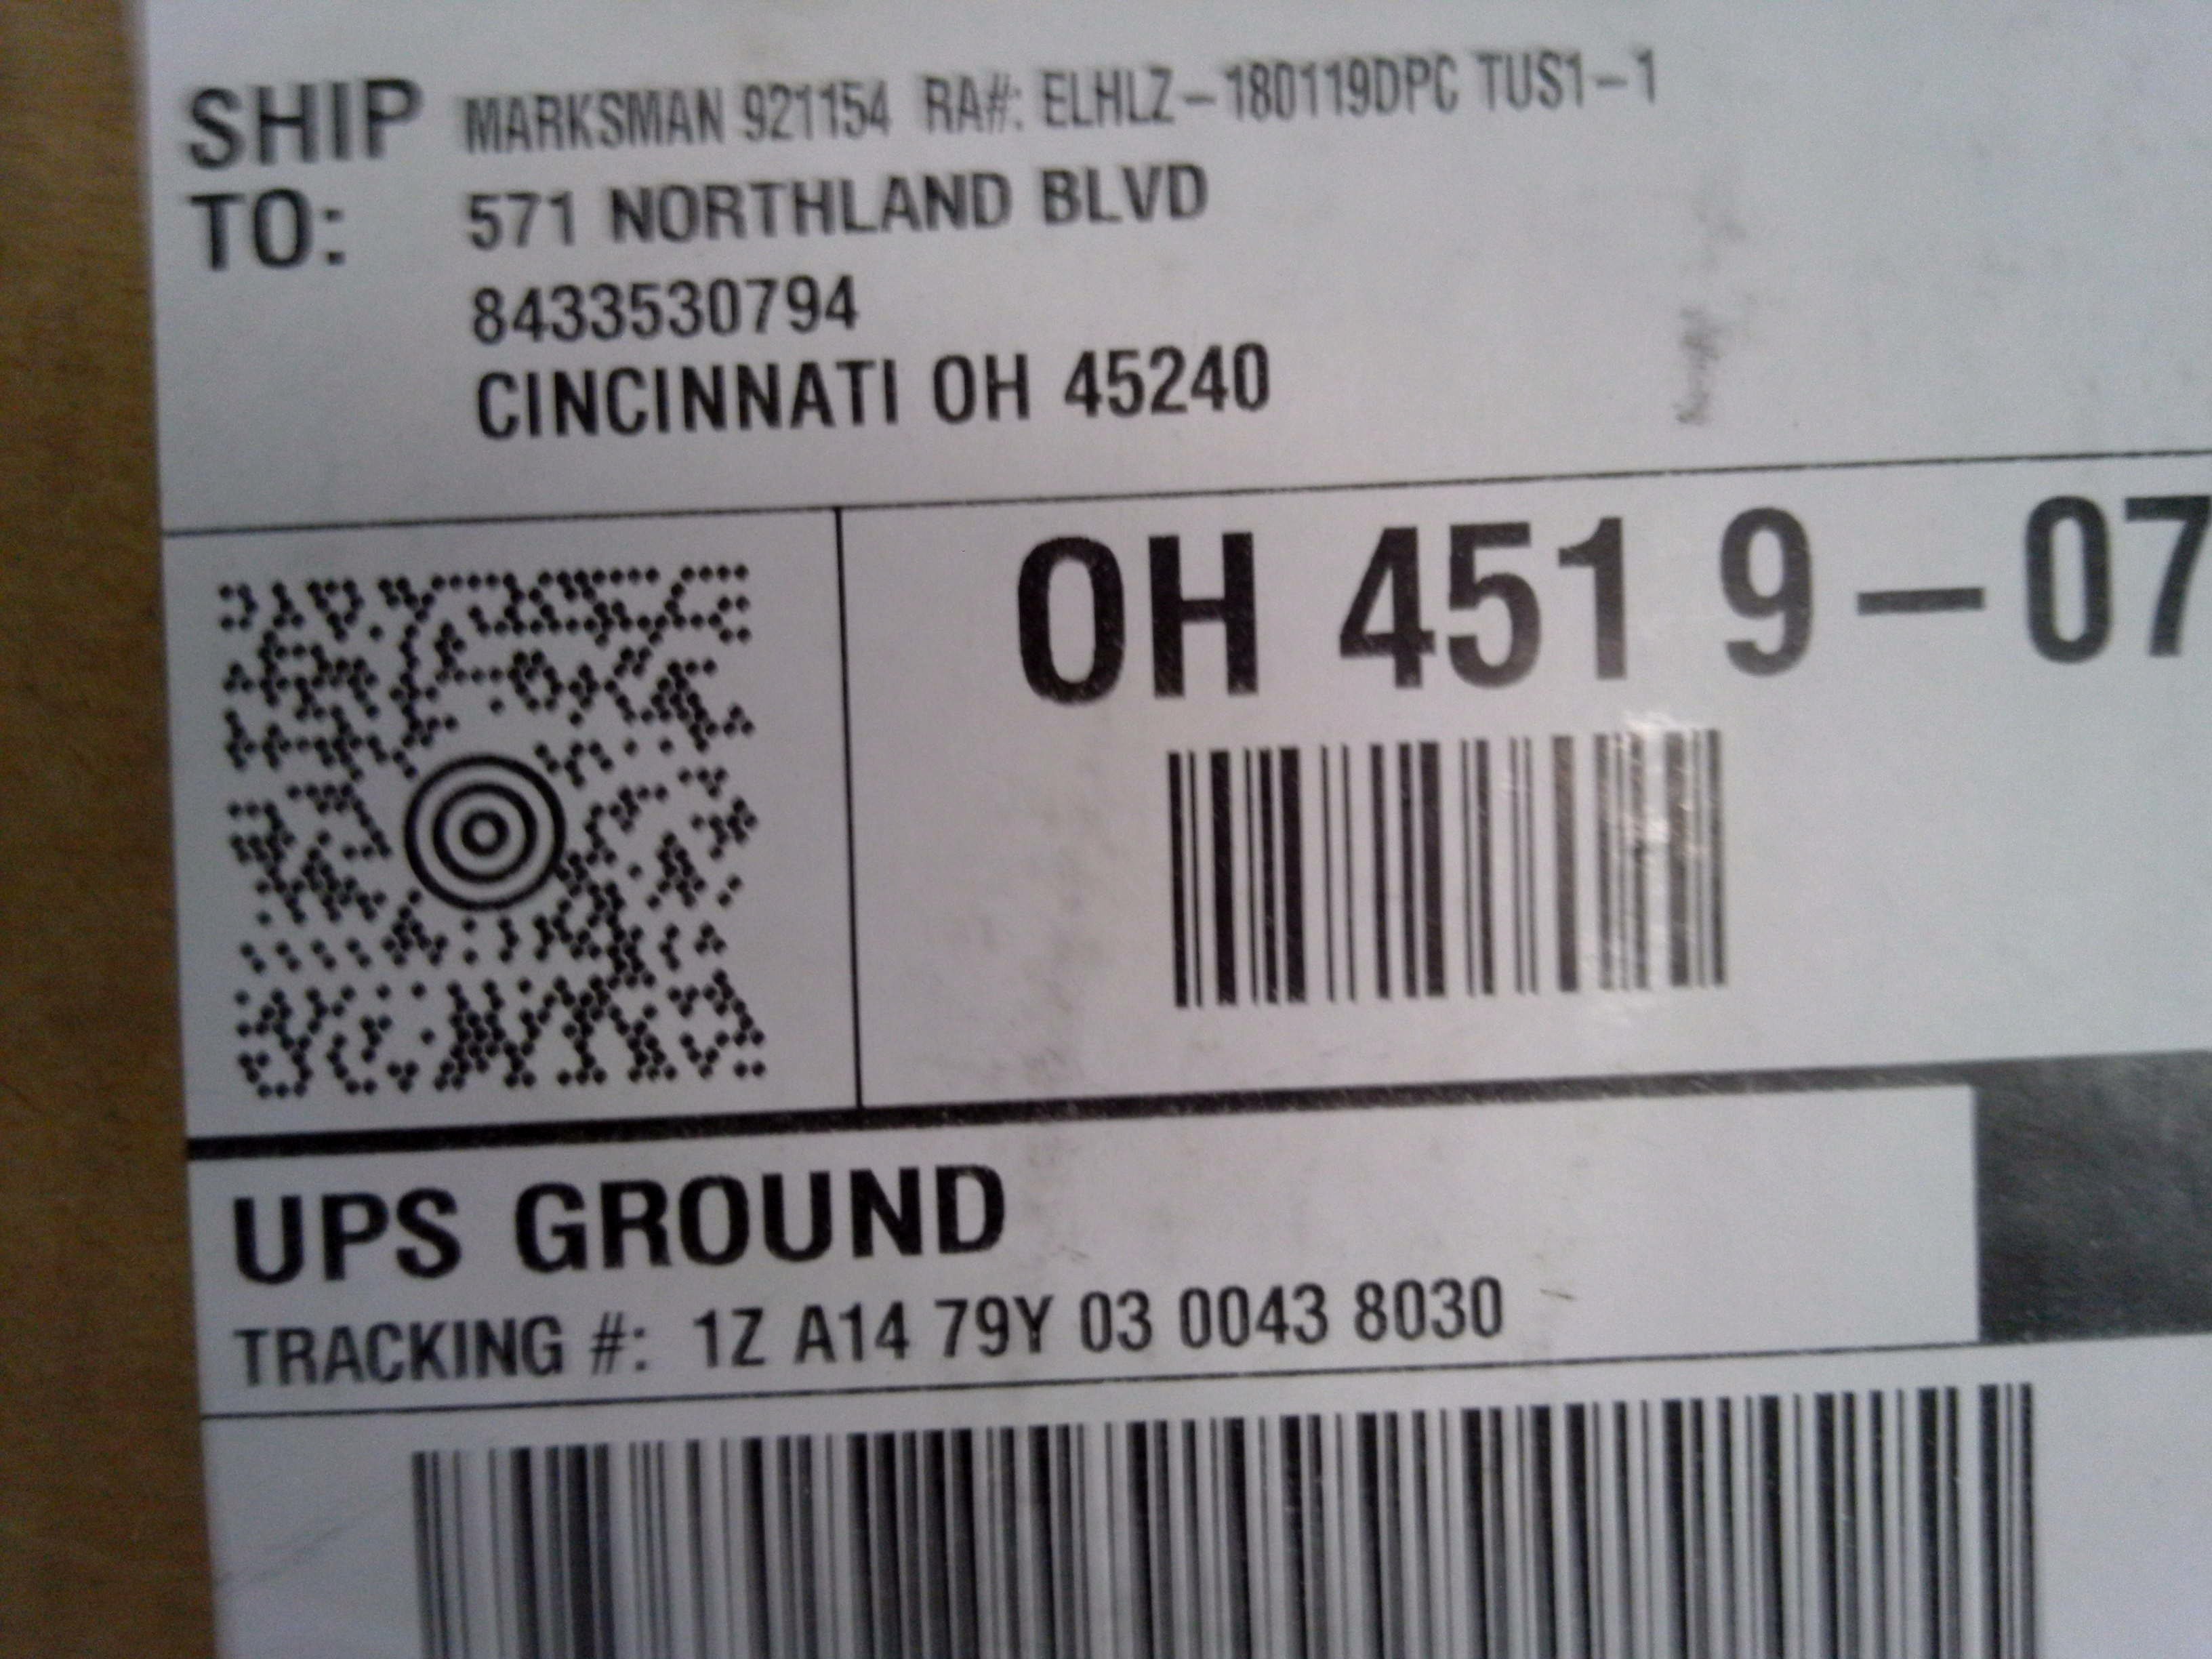 SHIP MARKSMAN 921154 RA#: ELHLZ-180119DPC TUS1-1
TO: 571 NORTHLAND BLVD
8433530794
CINCINNATI OH 45240
OH 451 9-07
UPS GROUND
TRACKING #: 1Z A14 79Y 03 0043 8030